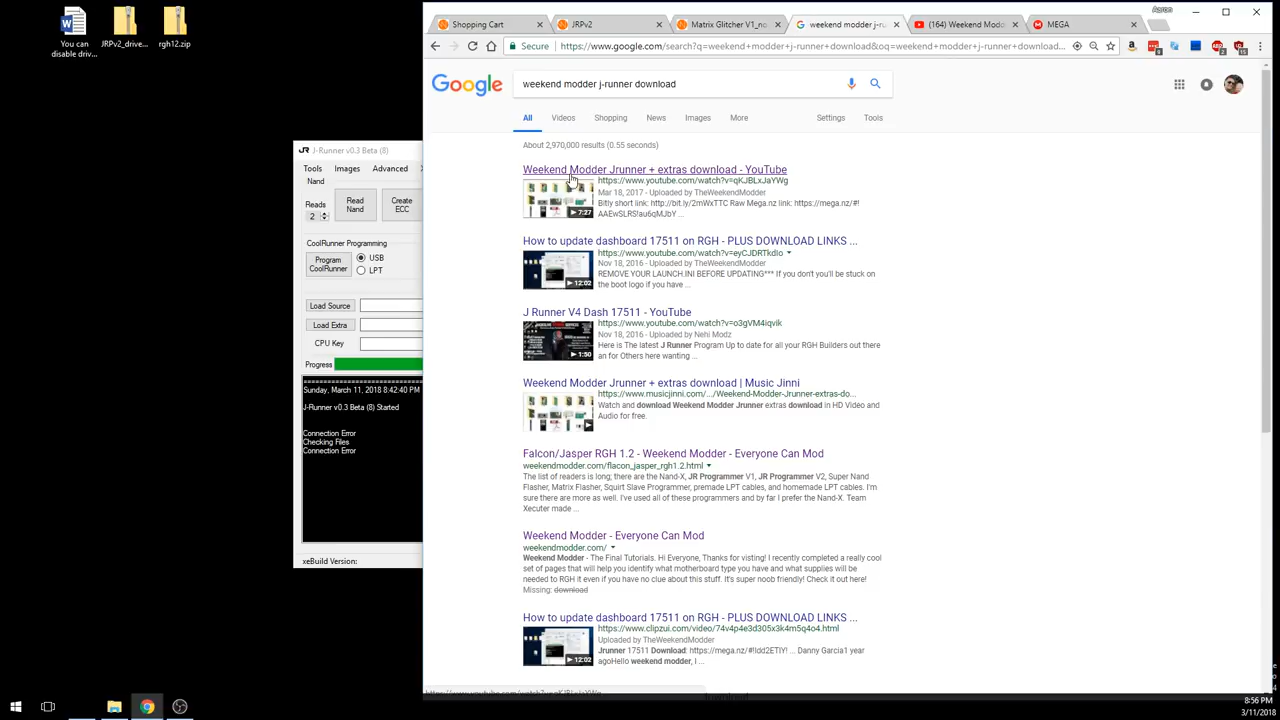 You can
disable driv...
JRPv2_drive...
rgh12.zip
Aaron
Shopping Cart
JRPv2
Matrix Glitcher V1_no
weekend modder j-ru
(164) Weekend Modd
MEGA
Secure
https://www.google.com/search?q=weekend+modder+j-runner+download&oq=weekend+modder+j-runner+download...
Google
weekend modder j-runner download
All
Videos
Shopping
News
Images
More
Settings
Tools
About 2,970,000 results (0.55 seconds)
Weekend Modder Jrunner + extras download - YouTube
https://www.youtube.com/watch?v=qKJBLxJaYWg
Mar 18, 2017 - Uploaded by TheWeekendModder
Bitly short link: http://bit.ly/2mWxTTC Raw Mega.nz link: https://mega.nz/#!
AAEwSLRS!au6qMJbY ...
7:27
How to update dashboard 17511 on RGH - PLUS DOWNLOAD LINKS ...
https://www.youtube.com/watch?v=eyCJDRTkdIo
Nov 18, 2016 - Uploaded by TheWeekendModder
REMOVE YOUR LAUNCH.INI BEFORE UPDATING*** If you don't you'll be stuck on
the boot logo if you have ...
12:02
J Runner V4 Dash 17511 - YouTube
https://www.youtube.com/watch?v=o3gVM4iqvik
Nov 18, 2016 - Uploaded by Nehi Modz
Here is The latest J Runner Program Up to date for all your RGH Builders out there
an for Others here wanting ...
1:50
Weekend Modder Jrunner + extras download | Music Jinni
https://www.musicjinni.com/.../Weekend-Modder-Jrunner-extras-do...
Watch and download Weekend Modder Jrunner extras download in HD Video and
Audio for free.
Falcon/Jasper RGH 1.2 - Weekend Modder - Everyone Can Mod
weekendmodder.com/flacon_jasper_rgh1.2.html
The list of readers is long; there are the Nand-X, JR Programmer V1, JR Programmer V2, Super Nand
Flasher, Matrix Flasher, Squirt Slave Programmer, premade LPT cables, and homemade LPT cables. I'm
sure there are more as well. I've used all of these programmers and by far I prefer the Nand-X. Team
Xecuter made ...
Weekend Modder - Everyone Can Mod
weekendmodder.com/
Weekend Modder - The Final Tutorials. Hi Everyone, Thanks for visting! I recently completed a really cool
set of pages that will help you identify what motherboard type you have and what supplies will be
needed to RGH it even if you have no clue about this stuff. It's super noob friendly! Check it out here!
Missing: download
How to update dashboard 17511 on RGH - PLUS DOWNLOAD LINKS ...
https://www.clipzui.com/video/74v4p4e3d305x3k4m5q4o4.html
Uploaded by TheWeekendModder
Jrunner 17511 Download: https://mega.nz/#!Idd2ETIY! ... Danny Garcia1 year
agoHello weekend modder, I ...
12:02
JR J-Runner v0.3 Beta (8)
Tools
Images
Advanced
Nand
Reads
2
Read
Nand
Create
ECC
CoolRunner Programming
Program
CoolRunner
USB
LPT
Load Source
Load Extra
CPU Key
Progress
Sunday, March 11, 2018 8:42:40 PM
J-Runner v0.3 Beta (8) Started
Connection Error
Checking Files
Connection Error
xeBuild Version:
8:56 PM
3/11/2018